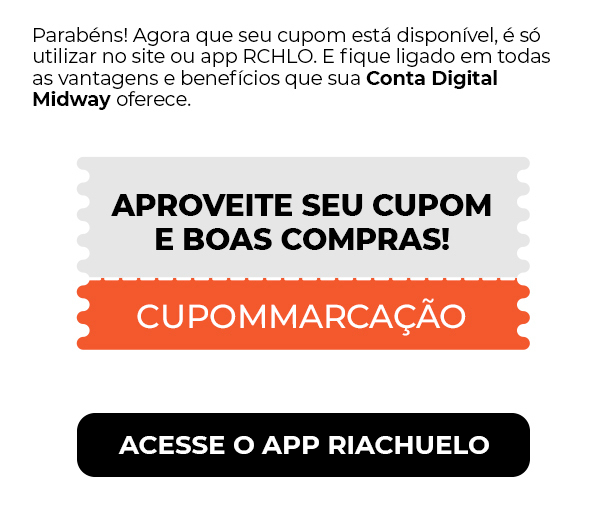 Parabéns! Agora que seu cupom está disponível, é só
utilizar no site ou app RCHLO. E fique ligado em todas
as vantagens e benefícios que sua Conta Digital
Midway oferece.
APROVEITE SEU CUPOM
E BOAS COMPRAS!
CUPOMMARCAÇÃO
ACESSE O APP RIACHUELO